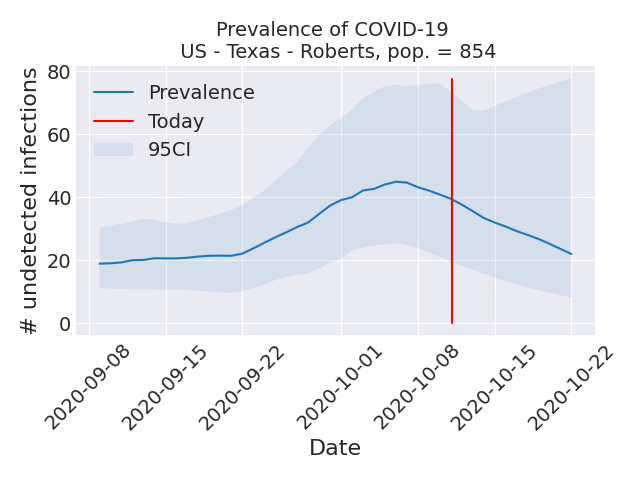 Prevalence of COVID-19
US - Texas - Roberts, pop. = 854
# undetected infections
80
60
40
20
0
Prevalence
Today
95CI
2020-09-08
2020-09-15
2020-09-22
2020-10-01
2020-10-08
2020-10-15
2020-10-22
Date